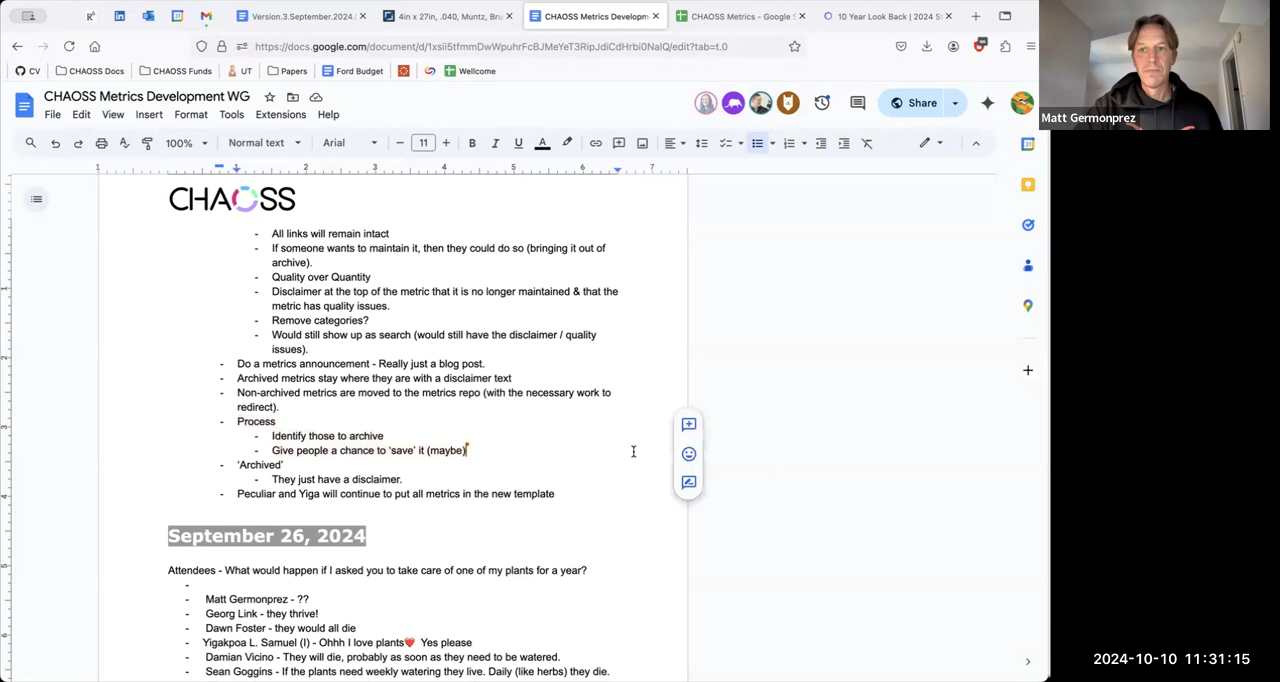 Version.3.September.2024.
4in x 27in, .040, Muntz, Bru
CHAOSS Metrics Developm
CHAOSS Metrics - Google S
10 Year Look Back | 2024 S
https://docs.google.com/document/d/1xsii5tfmmDwWpuhrFcBJMeYeT3RipJdiCdHrbi0NalQ/edit?tab=t.0
CV
CHAOSS Docs
CHAOSS Funds
UT
Papers
Ford Budget
Wellcome
Matt Germonprez
CHAOSS Metrics Development WG
File Edit View Insert Format Tools Extensions Help
Share
100% Normal text Arial 11 B I U A
1 1 2 3 4 5 6 7
CHAOSS
- All links will remain intact
- If someone wants to maintain it, then they could do so (bringing it out of
archive).
- Quality over Quantity
- Disclaimer at the top of the metric that it is no longer maintained & that the
metric has quality issues.
- Remove categories?
- Would still show up as search (would still have the disclaimer / quality
issues).
- Do a metrics announcement - Really just a blog post.
- Archived metrics stay where they are with a disclaimer text
- Non-archived metrics are moved to the metrics repo (with the necessary work to
redirect).
- Process
- Identify those to archive
- Give people a chance to ‘save’ it (maybe)
- ‘Archived’
- They just have a disclaimer.
- Peculiar and Yiga will continue to put all metrics in the new template
September 26, 2024
Attendees - What would happen if I asked you to take care of one of my plants for a year?
-
- Matt Germonprez - ??
- Georg Link - they thrive!
- Dawn Foster - they would all die
- Yigakpoa L. Samuel (I) - Ohhh I love plants❤️ Yes please
- Damian Vicino - They will die, probably as soon as they need to be watered.
- Sean Goggins - If the plants need weekly watering they live. Daily (like herbs) they die.
2024-10-10 11:31:15